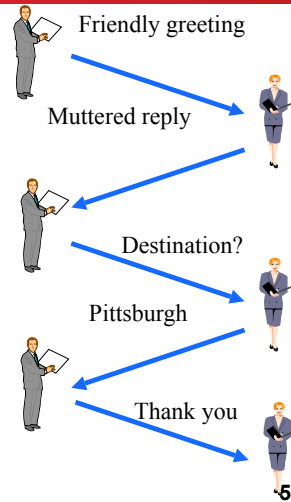 Friendly greeting
Muttered reply
Destination?
Pittsburgh
Thank you
5